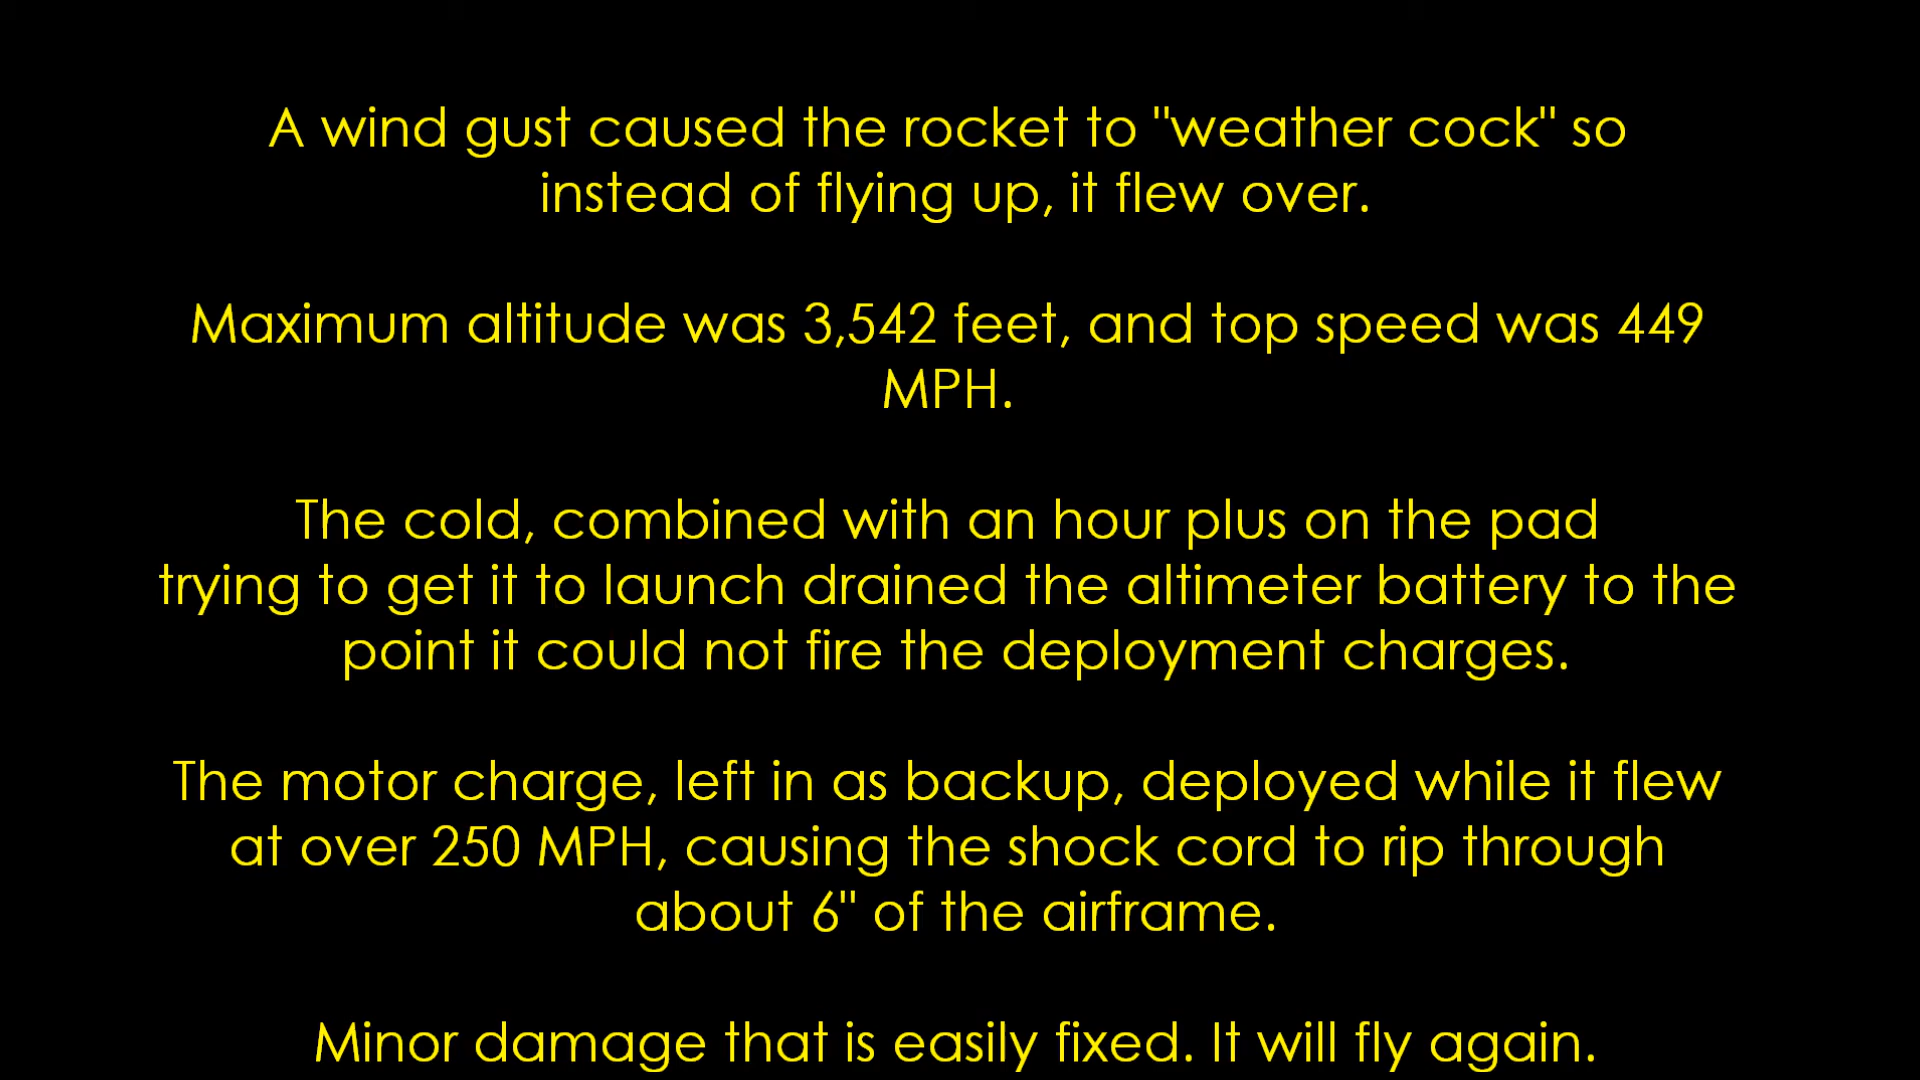 A wind gust caused the rocket to "weather cock" so
instead of flying up, it flew over.
Maximum altitude was 3,542 feet, and top speed was 449
MPH.
The cold, combined with an hour plus on the pad
trying to get it to launch drained the altimeter battery to the
point it could not fire the deployment charges.
The motor charge, left in as backup, deployed while it flew
at over 250 MPH, causing the shock cord to rip through
about 6" of the airframe.
Minor damage that is easily fixed. It will fly again.